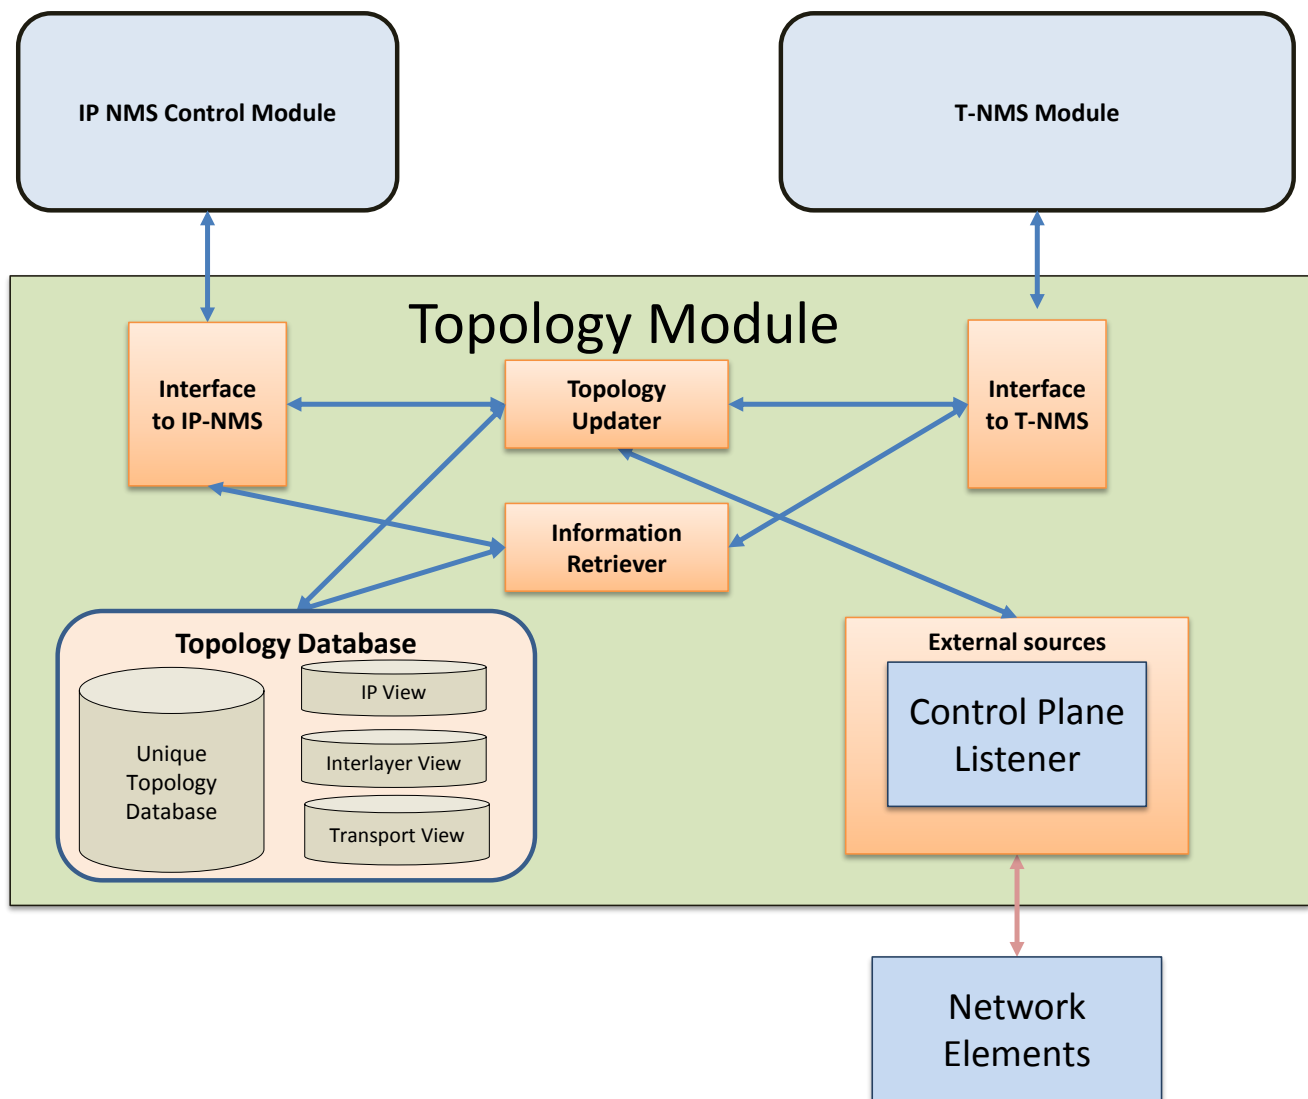 IP NMS Control Module
T-NMS Module
Topology Module
Interface
to IP-NMS
Topology
Updater
Interface
to T-NMS
Information
Retriever
Topology Database
Unique
Topology
Database
IP View
Interlayer View
Transport View
External sources
Control Plane
Listener
Network
Elements